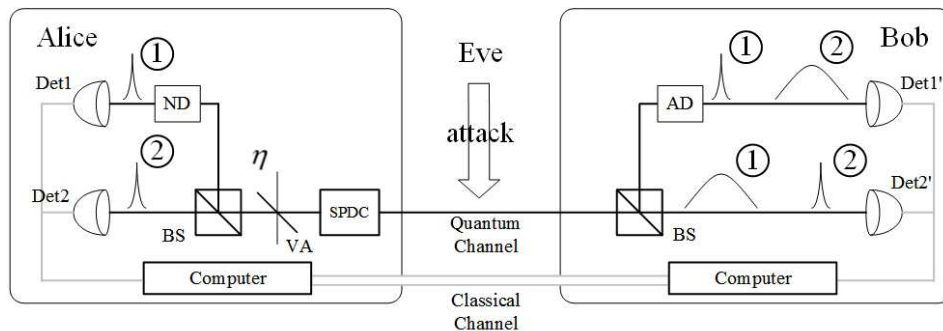 Alice
①
Det1
ND
②
η
Det2
BS
VA
SPDC
Computer
Eve
attack
Quantum
Channel
Classical
Channel
Bob
①
②
AD
Det1'
①
②
Det2'
BS
Computer